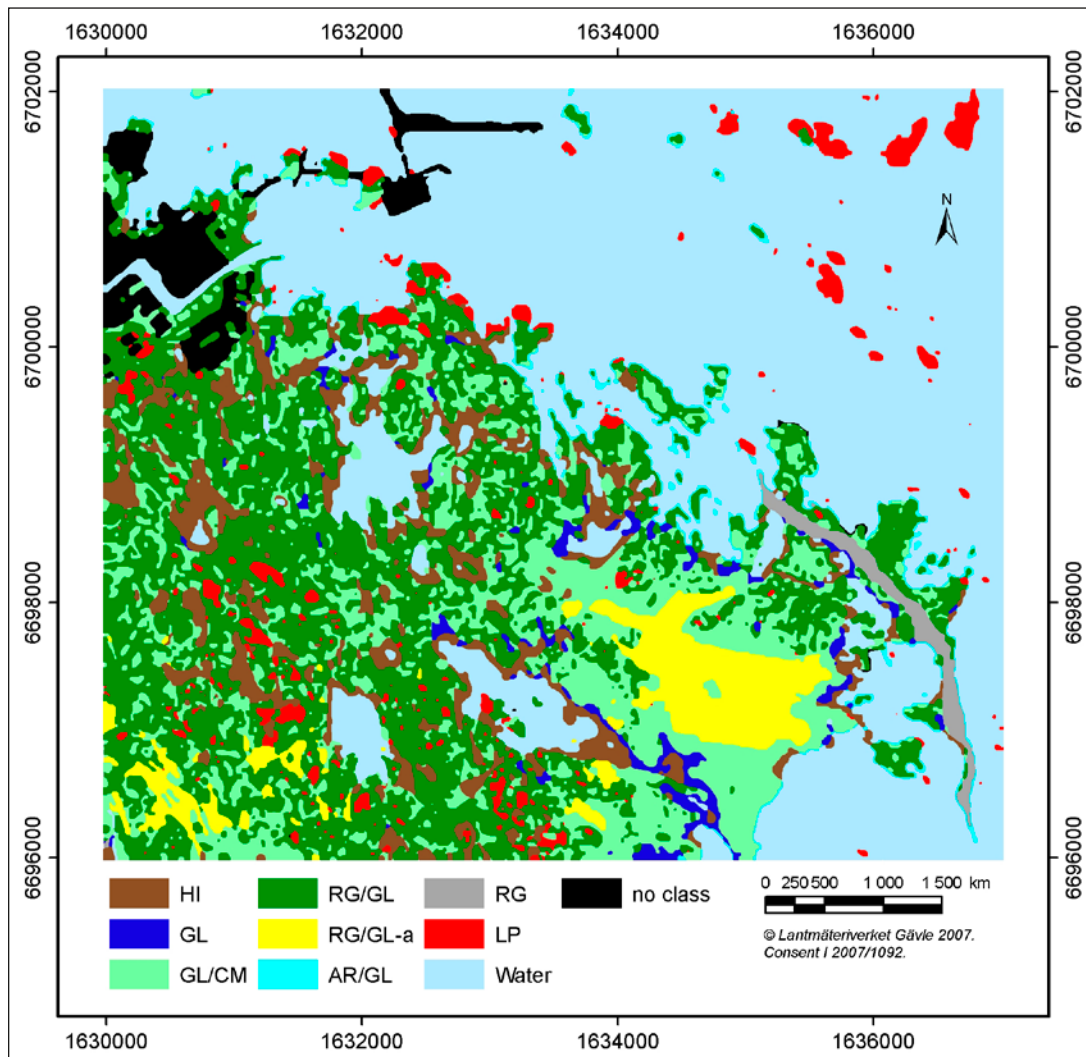 1630000 1632000 1634000 1636000
6702000 6702000
N
6700000 6700000
6698000 6698000
6696000 6696000
HI RG/GL RG no class
GL RG/GL-a LP
GL/CM AR/GL Water
0 250 500 1 000 1 500 km
© Lantmäteriverket Gävle 2007.
Consent I 2007/1092.
1630000 1632000 1634000 1636000